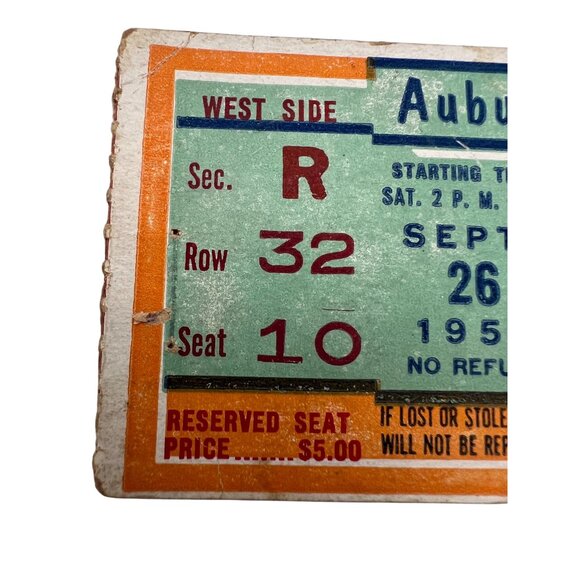 WEST SIDE
Sec. R
Row 32
Seat 10
RESERVED SEAT
PRICE.......$5.00
Aubu
STARTING T
SAT. 2 P. M.
SEPT
26
195
NO REFU
IF LOST OR STOLE
WILL NOT BE REP